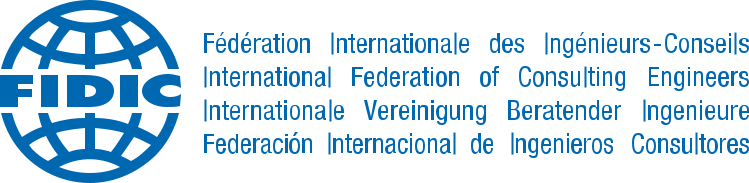 FIDIC
Fédération Internationale des Ingénieurs-Conseils
International Federation of Consulting Engineers
Internationale Vereinigung Beratender Ingenieure
Federación Internacional de Ingenieros Consultores